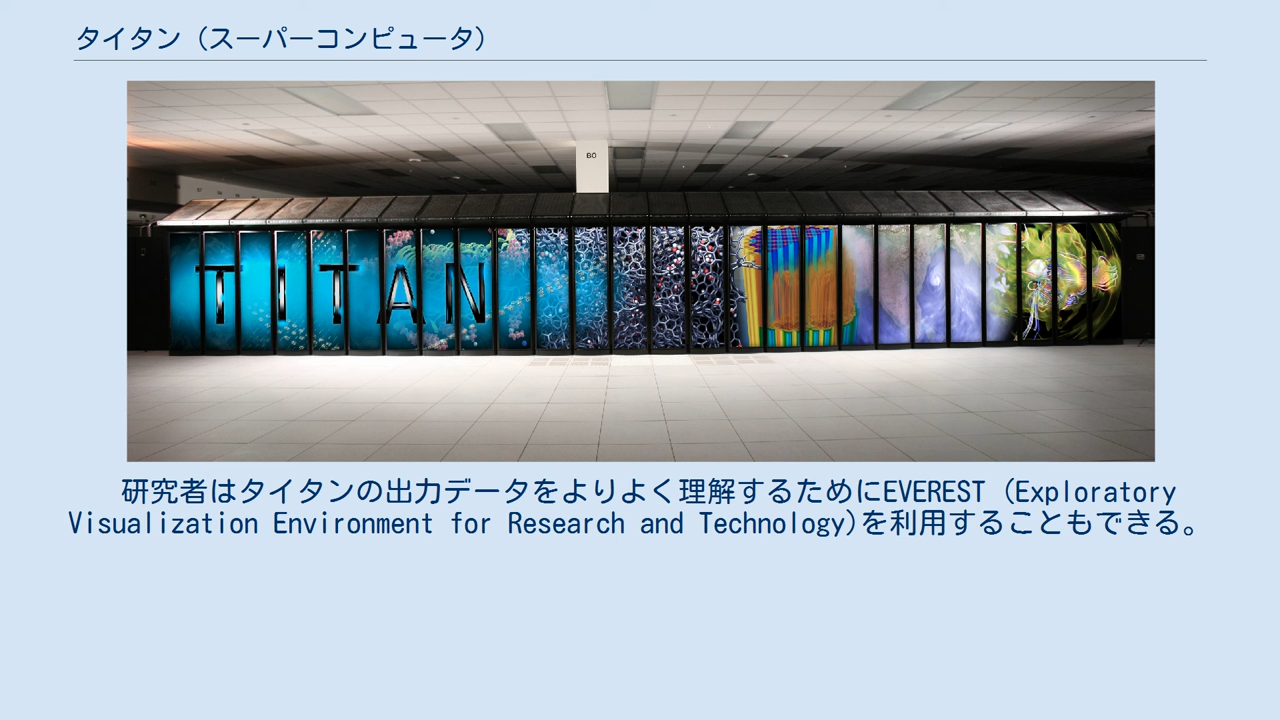 タイタン（スーパーコンピュータ）
BO
TITAN
研究者はタイタンの出力データをよりよく理解するためにEVEREST (Exploratory
Visualization Environment for Research and Technology)を利用することもできる。